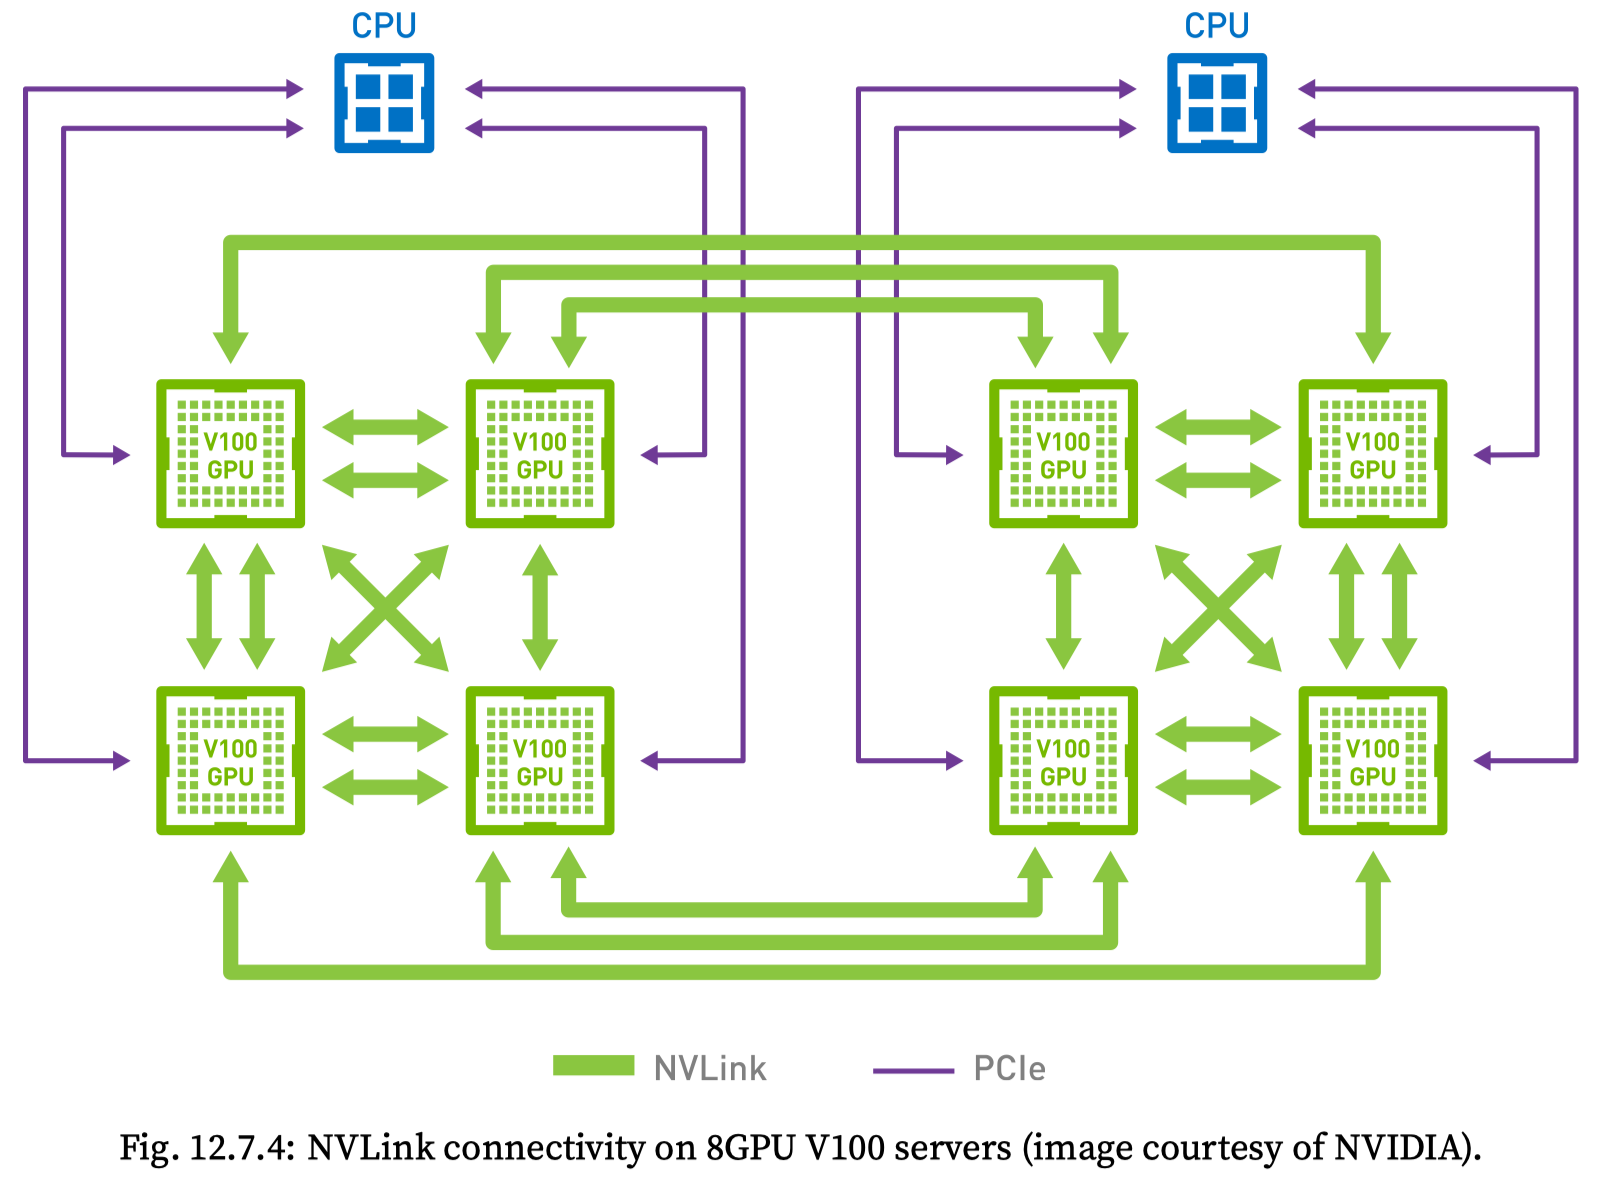 CPU
CPU
V100
GPU
V100
GPU
V100
GPU
V100
GPU
V100
GPU
V100
GPU
V100
GPU
V100
GPU
NVLink
PCIe
Fig. 12.7.4: NVLink connectivity on 8GPU V100 servers (image courtesy of NVIDIA).